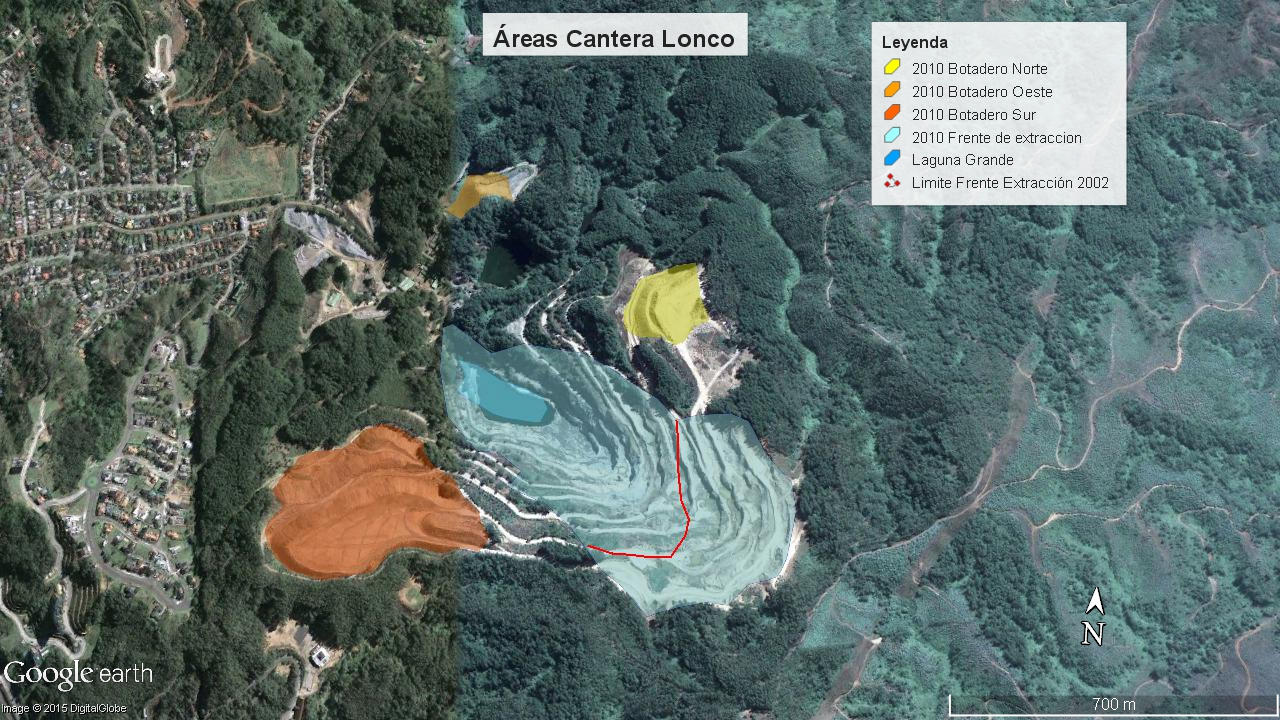 Áreas Cantera Lonco
Leyenda
2010 Botadero Norte
2010 Botadero Oeste
2010 Botadero Sur
2010 Frente de extraccion
Laguna Grande
Limite Frente Extracción 2002
N
Google earth
Image © 2015 DigitalGlobe
700 m